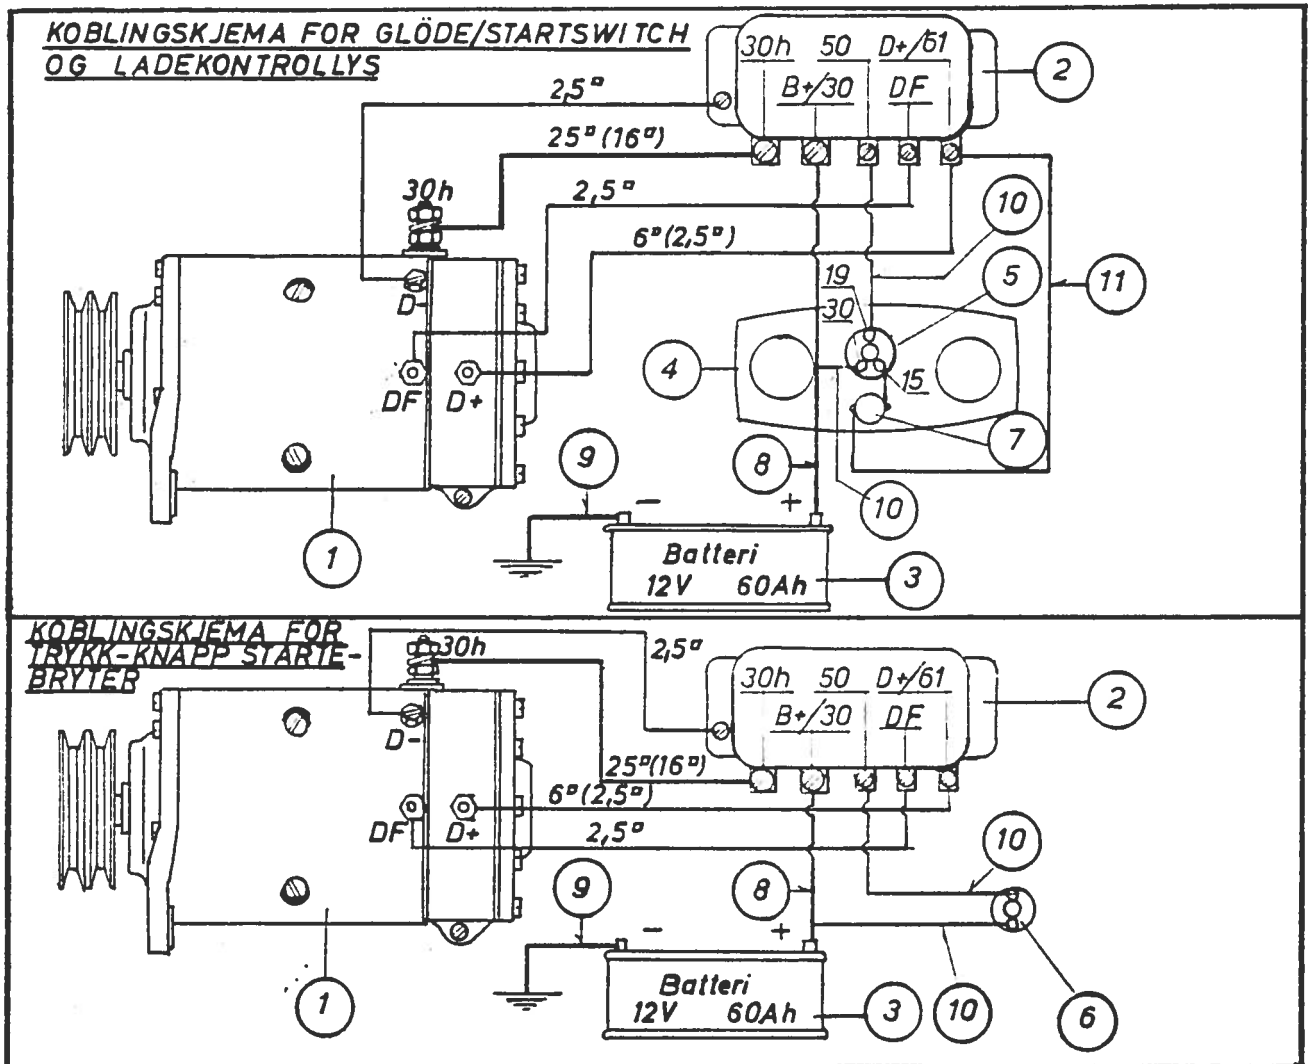 KOBLINGSKJEMA FOR GLÖDE/STARTSWITCH
OG LADEKONTROLLYS
30h 50 D+/61
B+/30 DF
2
2,5¤
25¤(16¤)
30h
2,5¤
6¤(2,5¤)
10
5
11
19
30
15
4
7
D-
DF D+
9
8
10
1
- +
Batteri
12V 60Ah
3
KOBLINGSKJEMA FOR
TRYKK-KNAPP STARTE-
BRYTER
30h
2,5¤
30h 50 D+/61
B+/30 DF
2
D-
25¤(16¤)
6¤(2,5¤)
DF D+
2,5¤
10
9
8
- +
1
Batteri
12V 60Ah
3
10
6